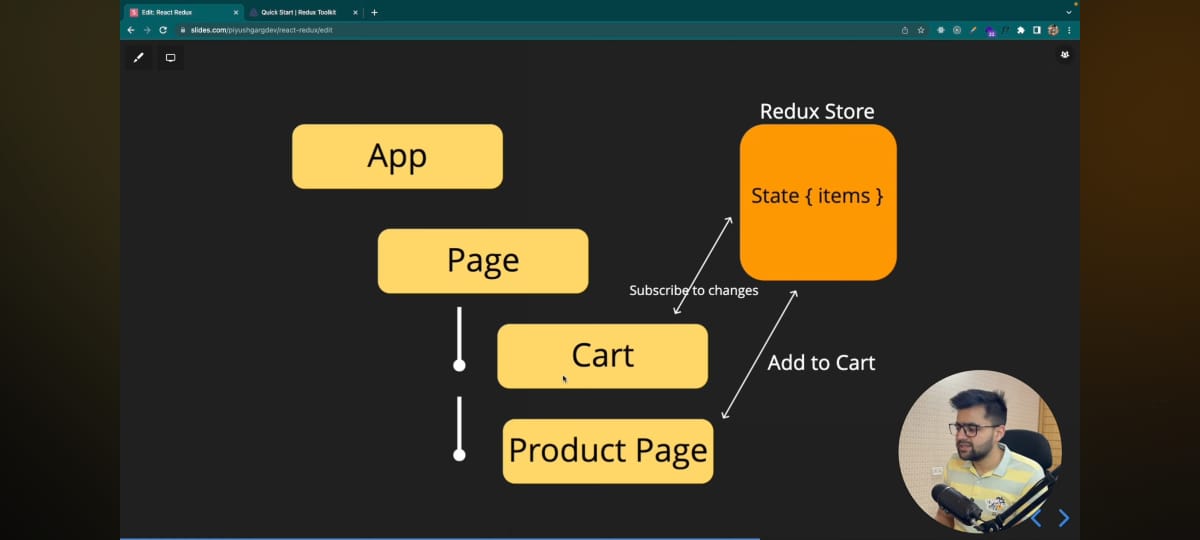 Edit: React Redux
Quick Start | Redux Toolkit
slides.com/piyushgargdev/react-redux/edit
Redux Store
App
State { items }
Page
Subscribe to changes
Cart
Add to Cart
Product Page